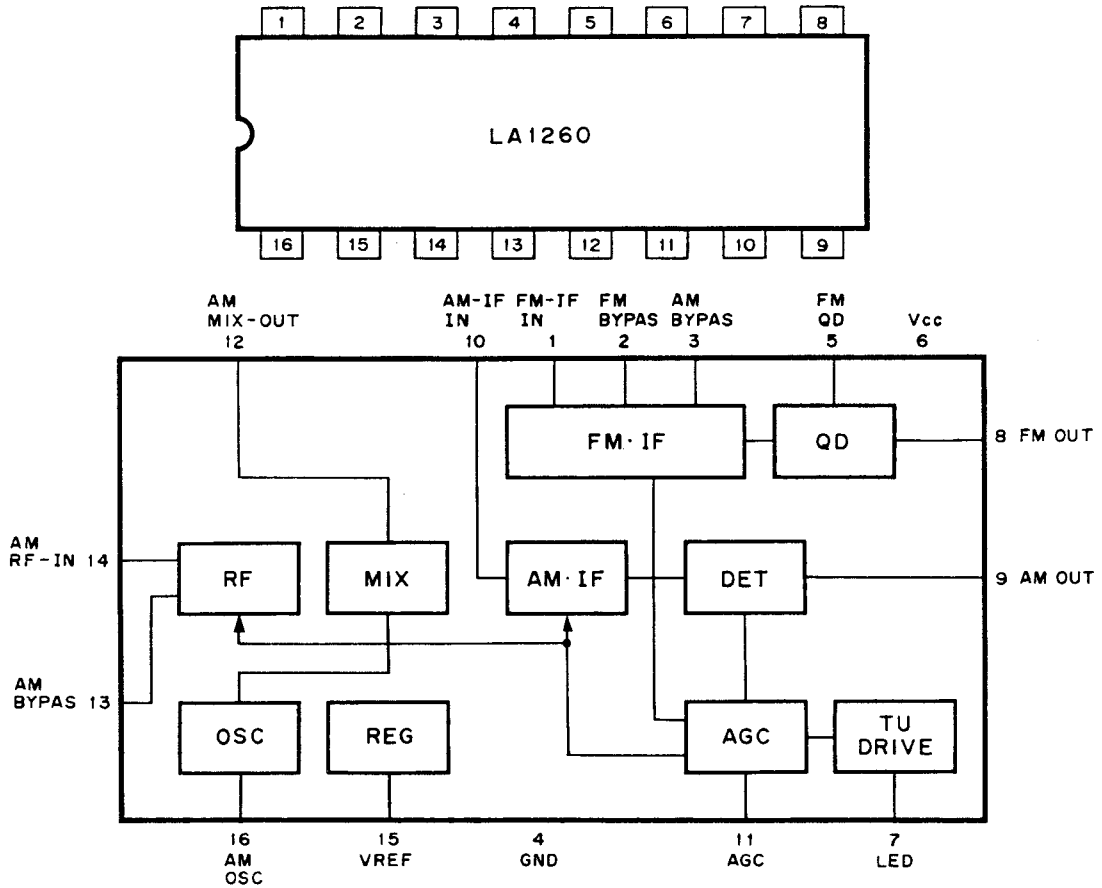 1 2 3 4 5 6 7 8
LA1260
16 15 14 13 12 11 10 9
AM
MIX-OUT
12
AM-IF
IN
10
FM-IF
IN
1
FM
BYPAS
2
AM
BYPAS
3
FM
QD
5
Vcc
6
FM·IF
QD
8 FM OUT
AM
RF-IN 14
RF
MIX
AM·IF
DET
9 AM OUT
AM
BYPAS 13
OSC
REG
AGC
TU
DRIVE
16
AM
OSC
15
VREF
4
GND
11
AGC
7
LED